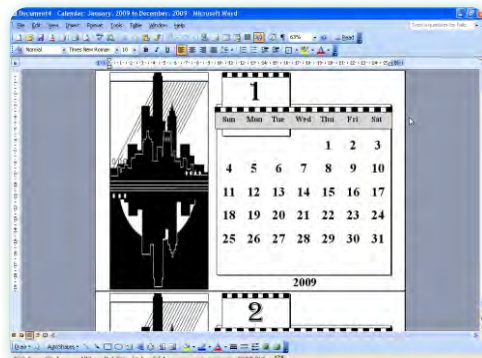 Document4 - Calendar: January, 2009 to December, 2009 - Microsoft Word
File Edit View Insert Format Tools Table Window Help
63% Read
Normal Times New Roman 10 B I U
1
Sun Mon Tue Wed Thu Fri Sat
1 2 3
4 5 6 7 8 9 10
11 12 13 14 15 16 17
18 19 20 21 22 23 24
25 26 27 28 29 30 31
2009
2
Draw AutoShapes